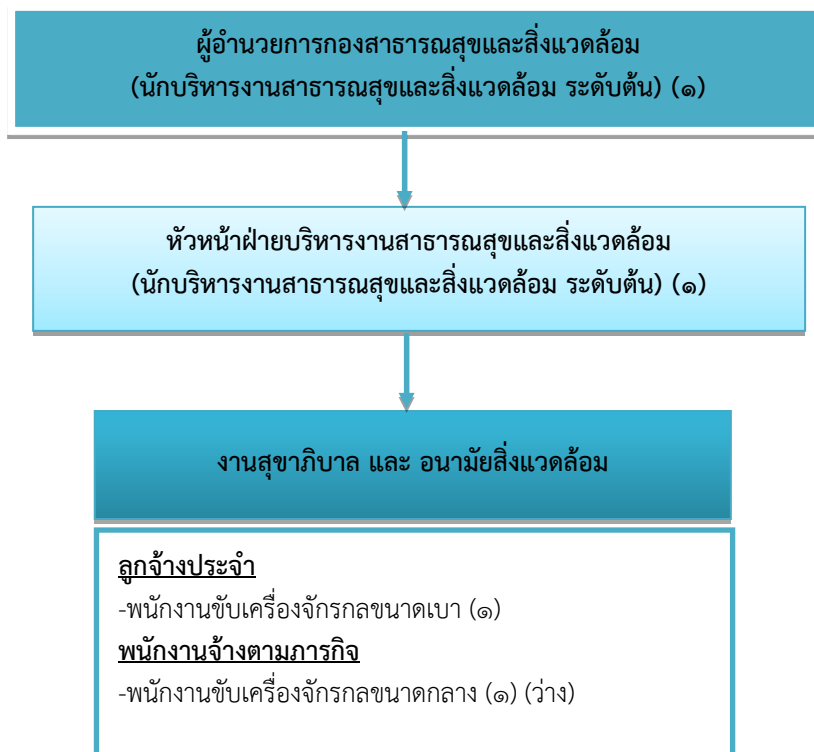 ผู้อำนวยการกองสาธารณสุขและสิ่งแวดล้อม
(นักบริหารงานสาธารณสุขและสิ่งแวดล้อม ระดับต้น) (๑)
หัวหน้าฝ่ายบริหารงานสาธารณสุขและสิ่งแวดล้อม
(นักบริหารงานสาธารณสุขและสิ่งแวดล้อม ระดับต้น) (๑)
งานสุขาภิบาล และ อนามัยสิ่งแวดล้อม
ลูกจ้างประจำ
-พนักงานขับเครื่องจักรกลขนาดเบา (๑)
พนักงานจ้างตามภารกิจ
-พนักงานขับเครื่องจักรกลขนาดกลาง (๑) (ว่าง)